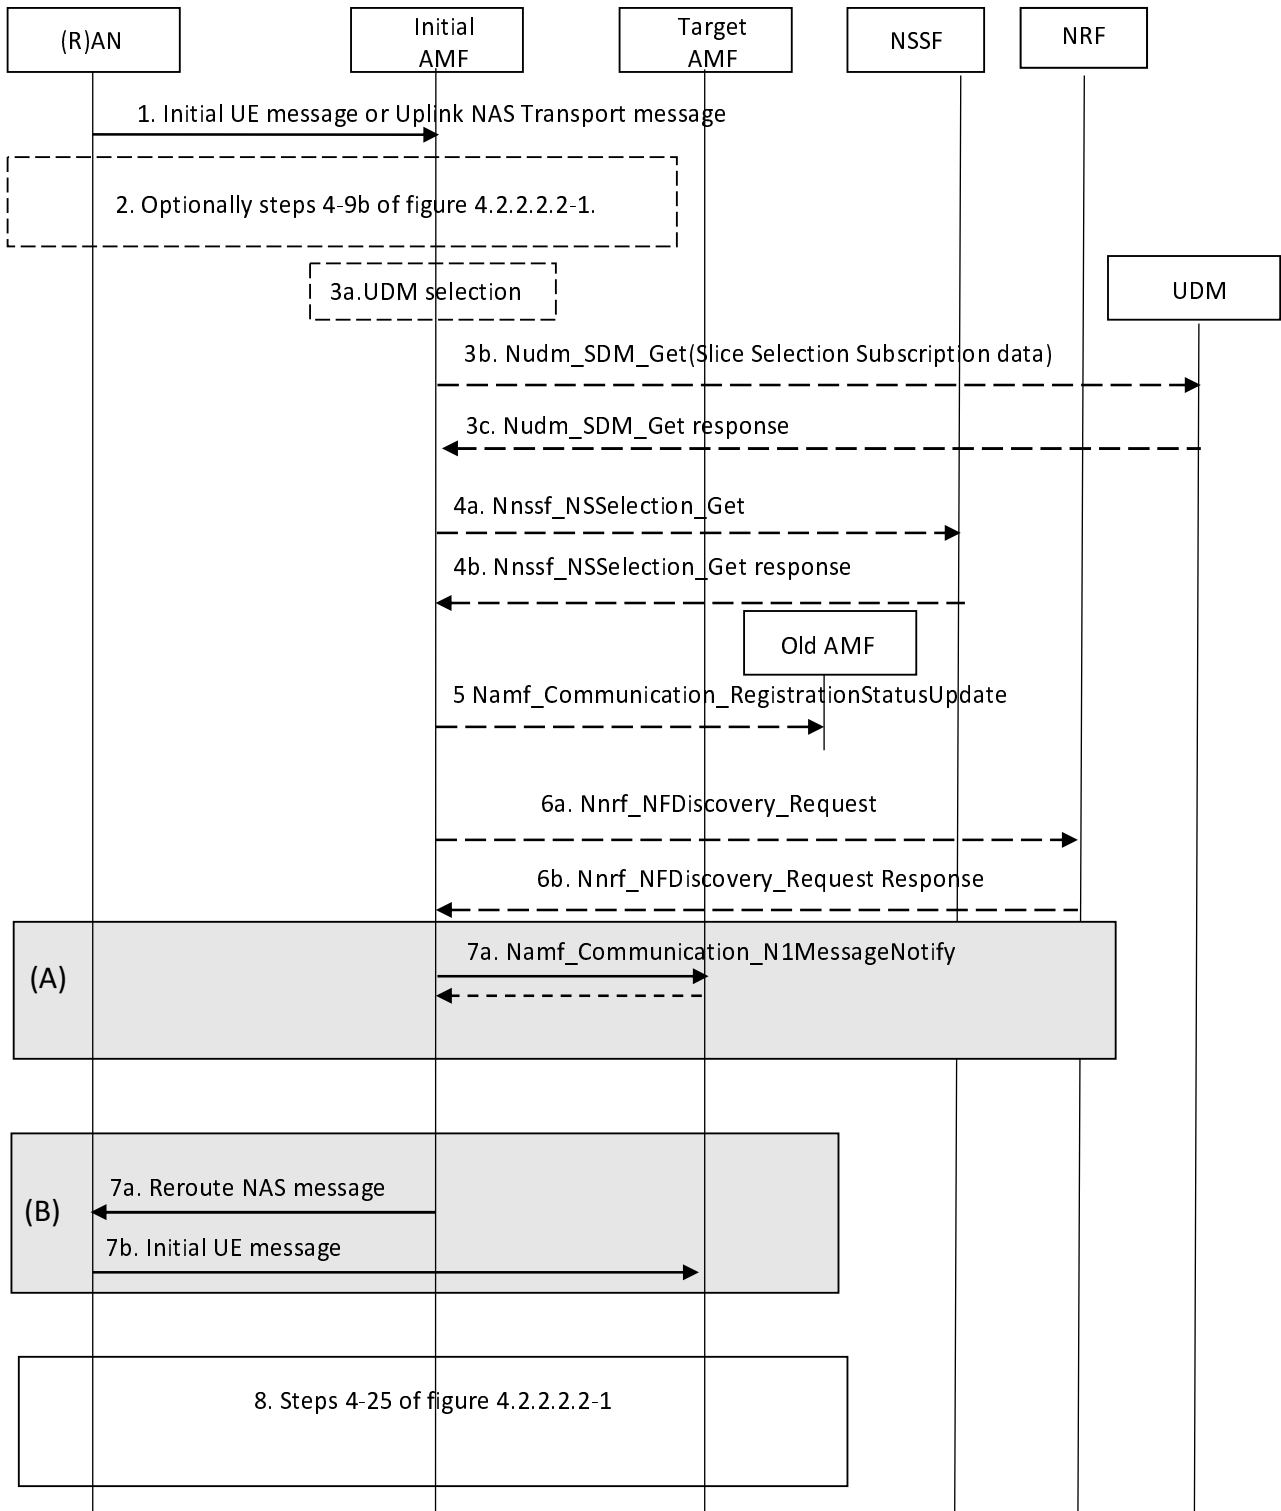 (R)AN
Initial
AMF
Target
AMF
NSSF
NRF
1. Initial UE message or Uplink NAS Transport message
2. Optionally steps 4-9b of figure 4.2.2.2.2-1.
3a.UDM selection
UDM
3b. Nudm_SDM_Get(Slice Selection Subscription data)
3c. Nudm_SDM_Get response
4a. Nnssf_NSSelection_Get
4b. Nnssf_NSSelection_Get response
Old AMF
5 Namf_Communication_RegistrationStatusUpdate
6a. Nnrf_NFDiscovery_Request
6b. Nnrf_NFDiscovery_Request Response
(A)
7a. Namf_Communication_N1MessageNotify
(B)
7a. Reroute NAS message
7b. Initial UE message
8. Steps 4-25 of figure 4.2.2.2.2-1